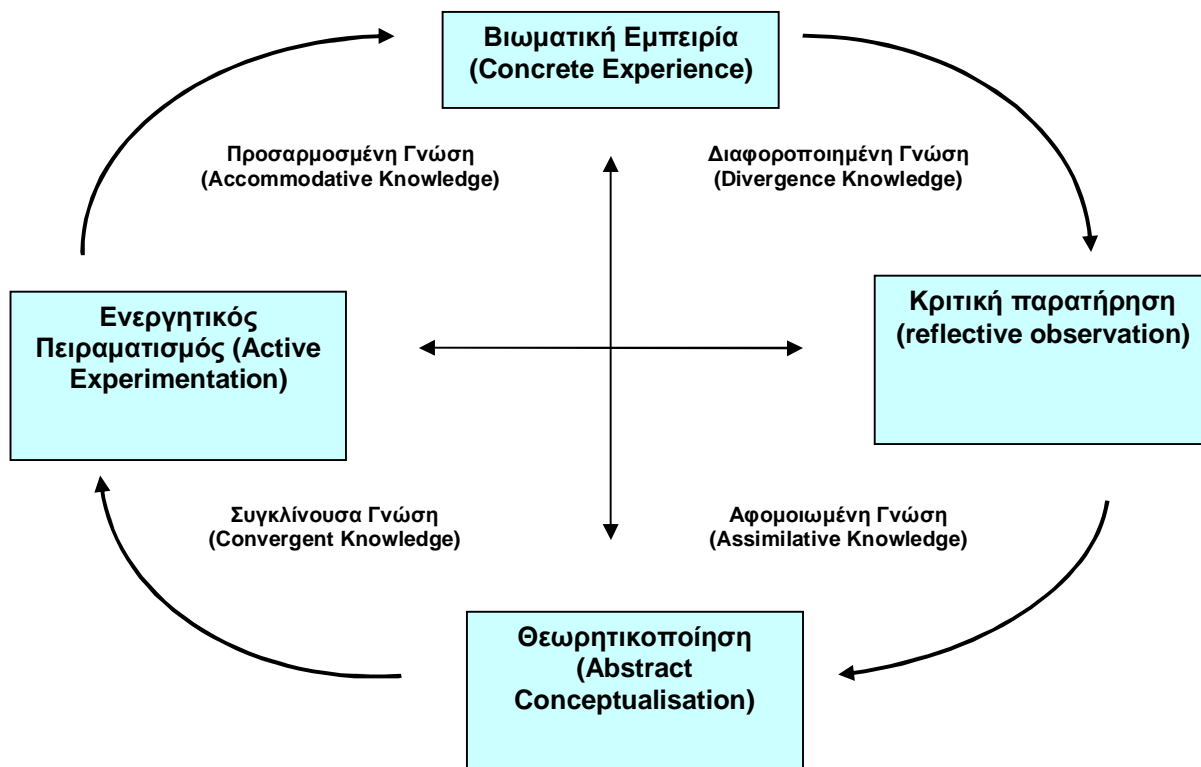 Βιωματική Εμπειρία
(Concrete Experience)
Προσαρμοσμένη Γνώση
(Accommodative Knowledge)
Διαφοροποιημένη Γνώση
(Divergence Knowledge)
Ενεργητικός
Πειραματισμός (Active
Experimentation)
Κριτική παρατήρηση
(reflective observation)
Συγκλίνουσα Γνώση
(Convergent Knowledge)
Αφομοιωμένη Γνώση
(Assimilative Knowledge)
Θεωρητικοποίηση
(Abstract
Conceptualisation)